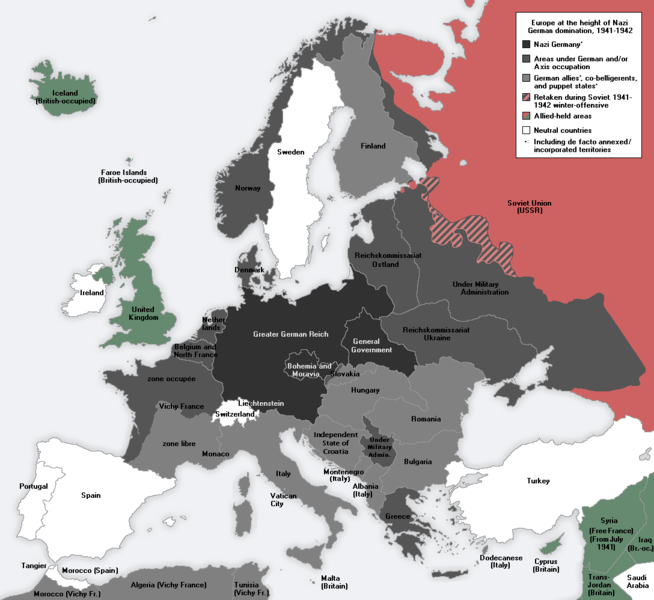 Europe at the height of Nazi
German domination, 1941-1942
Nazi Germany*
Areas under German and/or
Axis occupation
German allies*, co-belligerents,
and puppet states*
Retaken during Soviet 1941-
1942 winter-offensive
Allied-held areas
Neutral countries
Including de facto annexed/
incorporated territories
Iceland
(British-occupied)
Faroe Islands
(British-occupied)
Sweden
Finland
Norway
Soviet Union
(USSR)
Denmark
Reichskommissariat
Ostland
Under Military
Administration
Ireland
United
Kingdom
Nether
lands
Belgium and
North France
Greater German Reich
General
Government
Reichskommissariat
Ukraine
Bohemia and
Moravia
Slovakia
zone occupée
Vichy France
zone libre
Liechtenstein
Switzerland
Hungary
Romania
Monaco
Independent
State of
Croatia
Under
Military
Admin.
Bulgaria
Italy
Montenegro
(Italy)
Albania
(Italy)
Vatican
City
Greece
Portugal
Spain
Turkey
Tangier
Morocco (Spain)
Morocco (Vichy Fr.)
Algeria (Vichy France)
Tunisia
(Vichy Fr.)
Malta
(Britain)
Dodecanese
(Italy)
Cyprus
(Britain)
Syria
(Free France)
(From July
1941)
Iraq
(Br.-oc.)
Trans-
Jordan
(Britain)
Saudi
Arabia